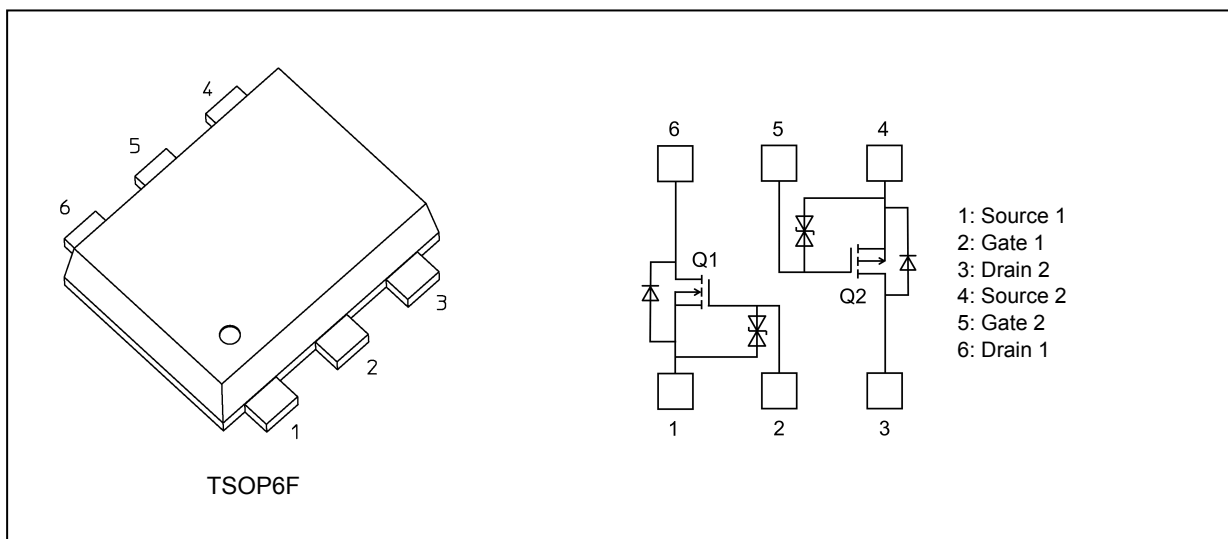 4
5
6
3
2
1
TSOP6F
6 5 4
Q1
Q2
1 2 3
1: Source 1
2: Gate 1
3: Drain 2
4: Source 2
5: Gate 2
6: Drain 1